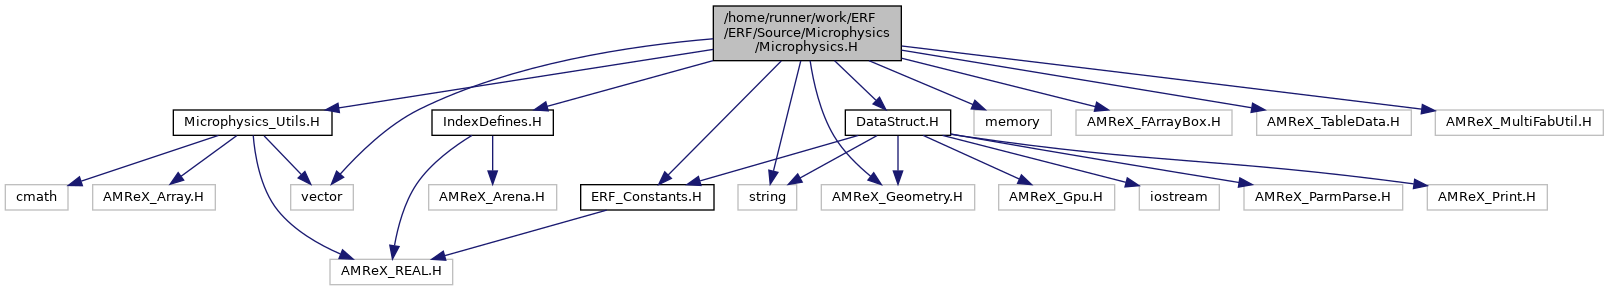 /home/runner/work/ERF
/ERF/Source/Microphysics
/Microphysics.H
Microphysics_Utils.H
IndexDefines.H
DataStruct.H
memory
AMReX_FArrayBox.H
AMReX_TableData.H
AMReX_MultiFabUtil.H
cmath
AMReX_Array.H
vector
AMReX_Arena.H
ERF_Constants.H
string
AMReX_Geometry.H
AMReX_Gpu.H
iostream
AMReX_ParmParse.H
AMReX_Print.H
AMReX_REAL.H